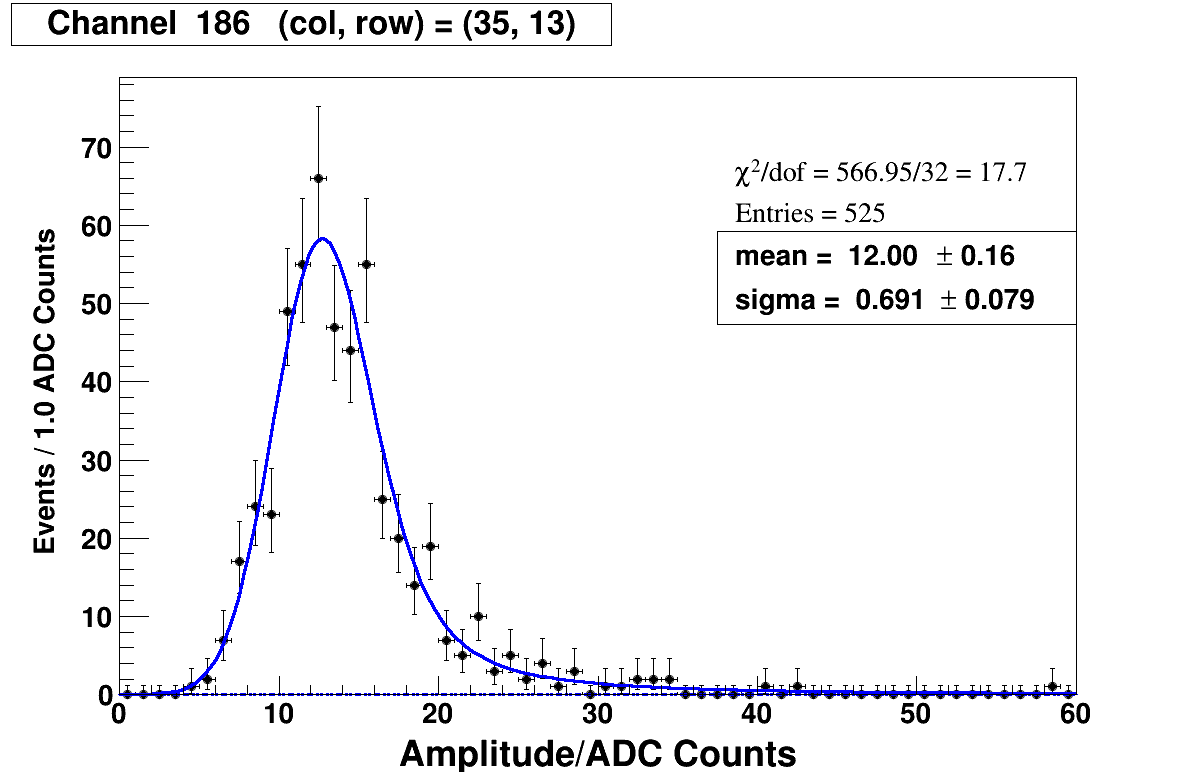 Channel 186 (col, row) = (35, 13)
χ²/dof = 566.95/32 = 17.7
Entries = 525
mean = 12.00 ± 0.16
sigma = 0.691 ± 0.079
Events / 1.0 ADC Counts
70
60
50
40
30
20
10
0
0 10 20 30 40 50 60
Amplitude/ADC Counts